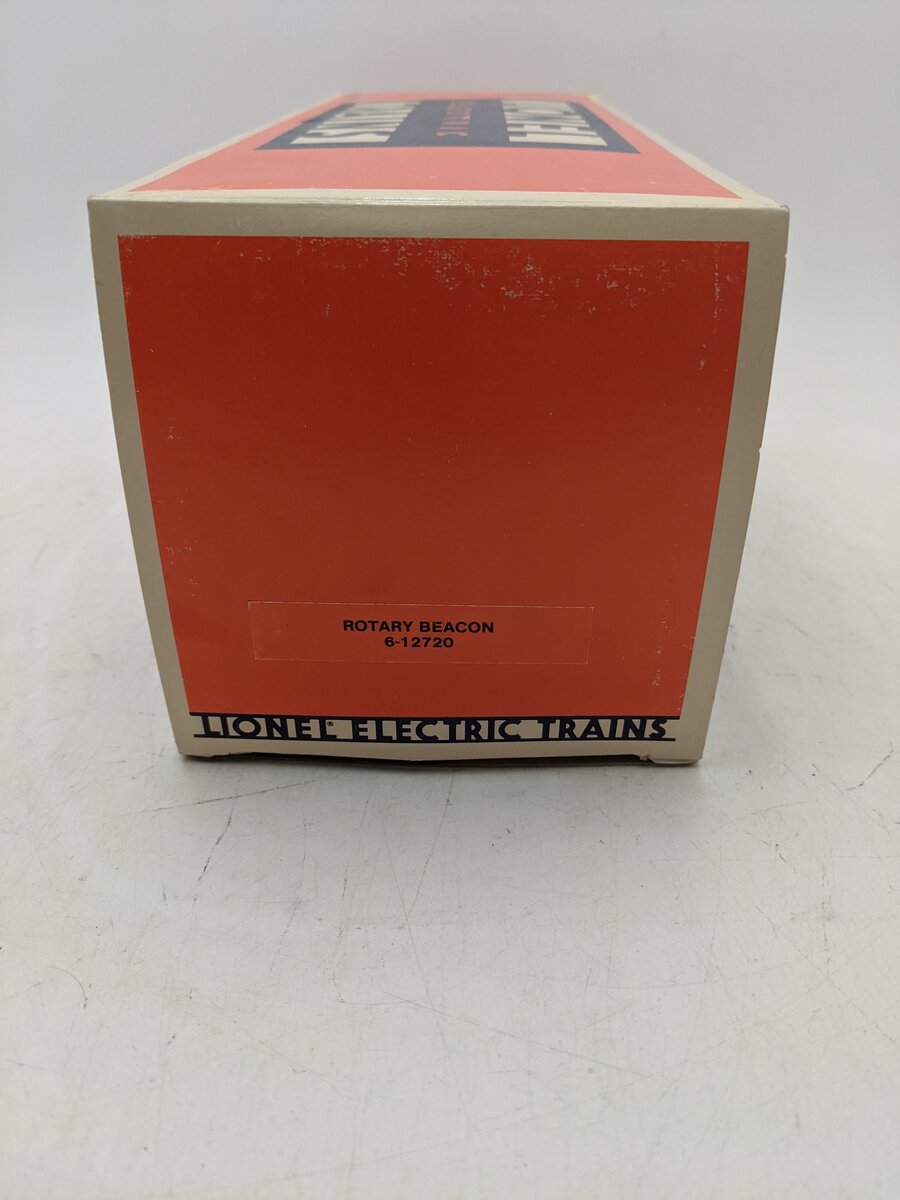 ROTARY BEACON
6-12720
LIONEL® ELECTRIC TRAINS